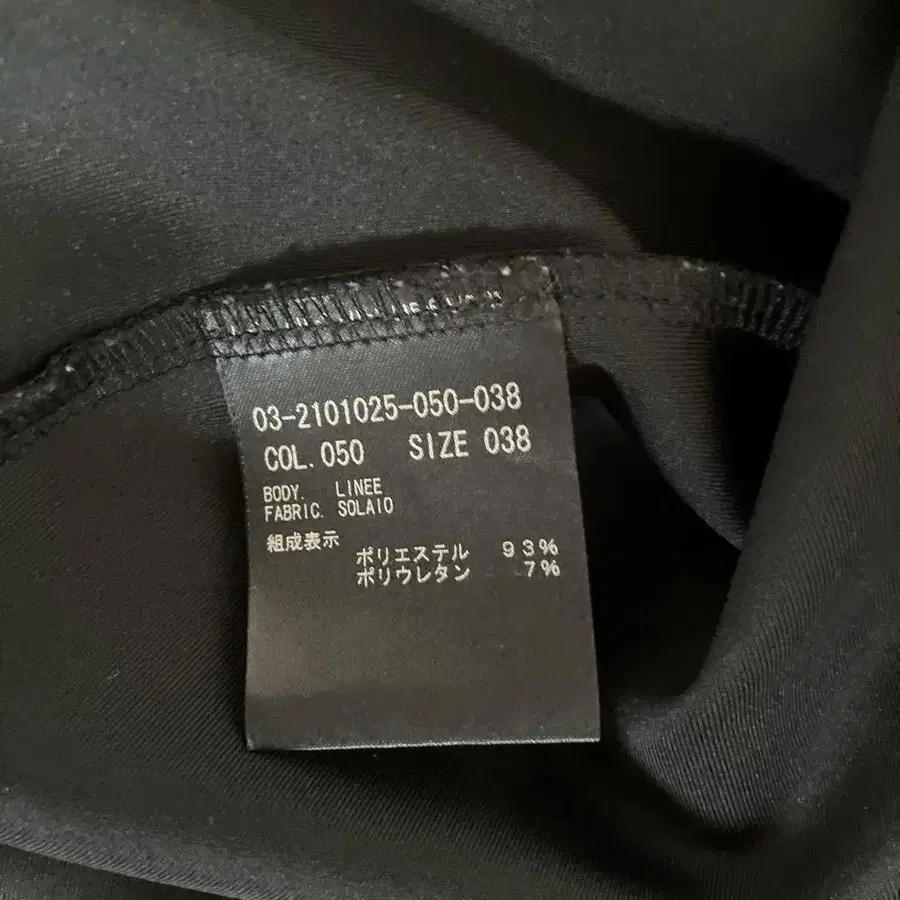 03-2101025-050-038
COL. 050 SIZE 038
BODY. LINEE
FABRIC. SOLAIO
組成表示
ポリエステル 93%
ポリウレタン 7%